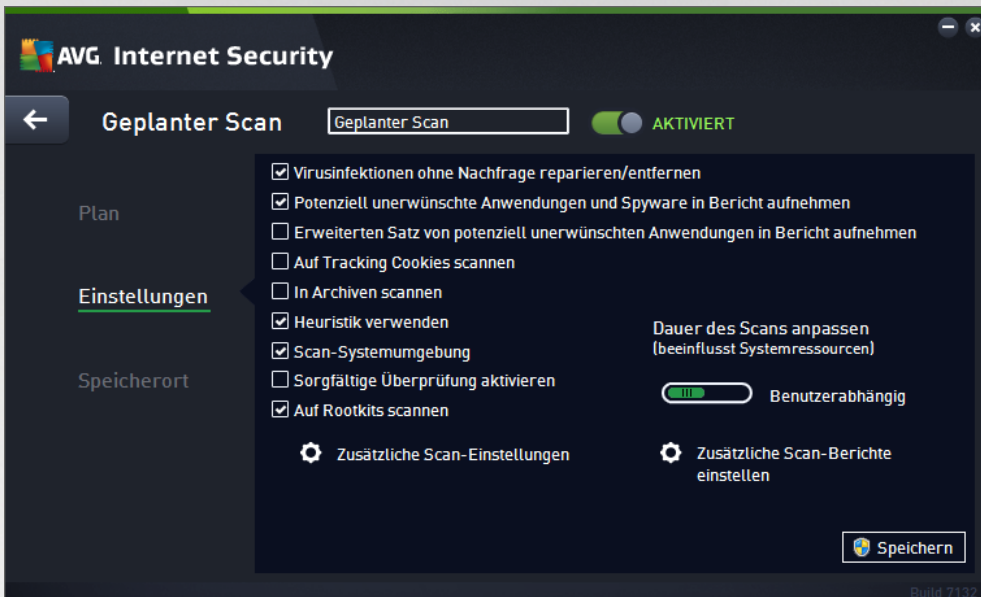 AVG. Internet Security
Geplanter Scan
Geplanter Scan
AKTIVIERT
Plan
Einstellungen
Speicherort
Virusinfektionen ohne Nachfrage reparieren/entfernen
Potenziell unerwünschte Anwendungen und Spyware in Bericht aufnehmen
Erweiterten Satz von potenziell unerwünschten Anwendungen in Bericht aufnehmen
Auf Tracking Cookies scannen
In Archiven scannen
Heuristik verwenden
Scan-Systemumgebung
Sorgfältige Überprüfung aktivieren
Auf Rootkits scannen
Dauer des Scans anpassen
(beeinflusst Systemressourcen)
Benutzerabhängig
Zusätzliche Scan-Einstellungen
Zusätzliche Scan-Berichte
einstellen
Speichern
Build 7132